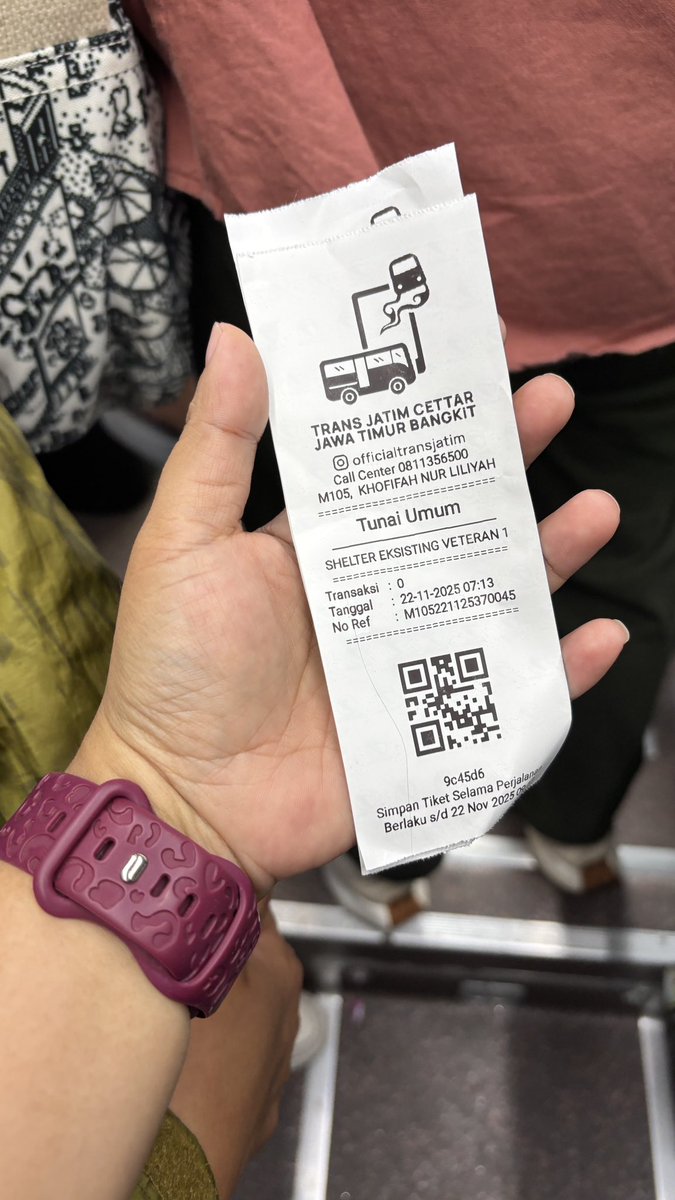 TRANS JATIM CETTAR
JAWA TIMUR BANGKIT
officialtransjatim
Call Center 0811356500
M105, KHOFIFAH NUR LILIYAH
==============================
Tunai Umum
SHELTER EKSISTING VETERAN 1
==============================
Transaksi : 0
Tanggal : 22-11-2025 07:13
No Ref : M105221125370045
==============================
9c45d6
Simpan Tiket Selama Perjalanan
Berlaku s/d 22 Nov 2025